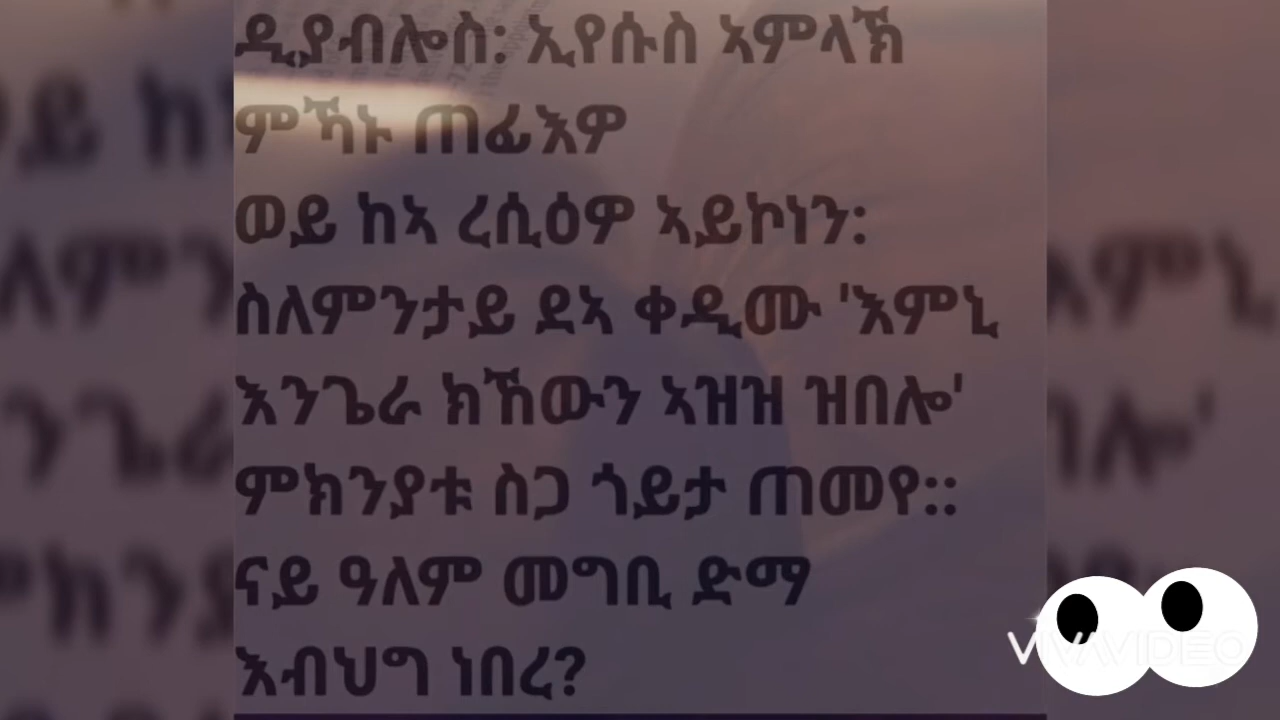 ዲያብሎስ: ኢየሱስ ኣምላኽ
ምኻኑ ጠፊእዎ
ወይ ከኣ ረሲዕዎ ኣይኮነን:
ስለምንታይ ደኣ ቀዲሙ 'እምኒ
እንጌራ ክኸውን ኣዝዝ ዝበሎ'
ምክንያቱ ስጋ ጎይታ ጠመየ::
ናይ ዓለም መግቢ ድማ
እብህግ ነበረ?
VIVAVIDEO